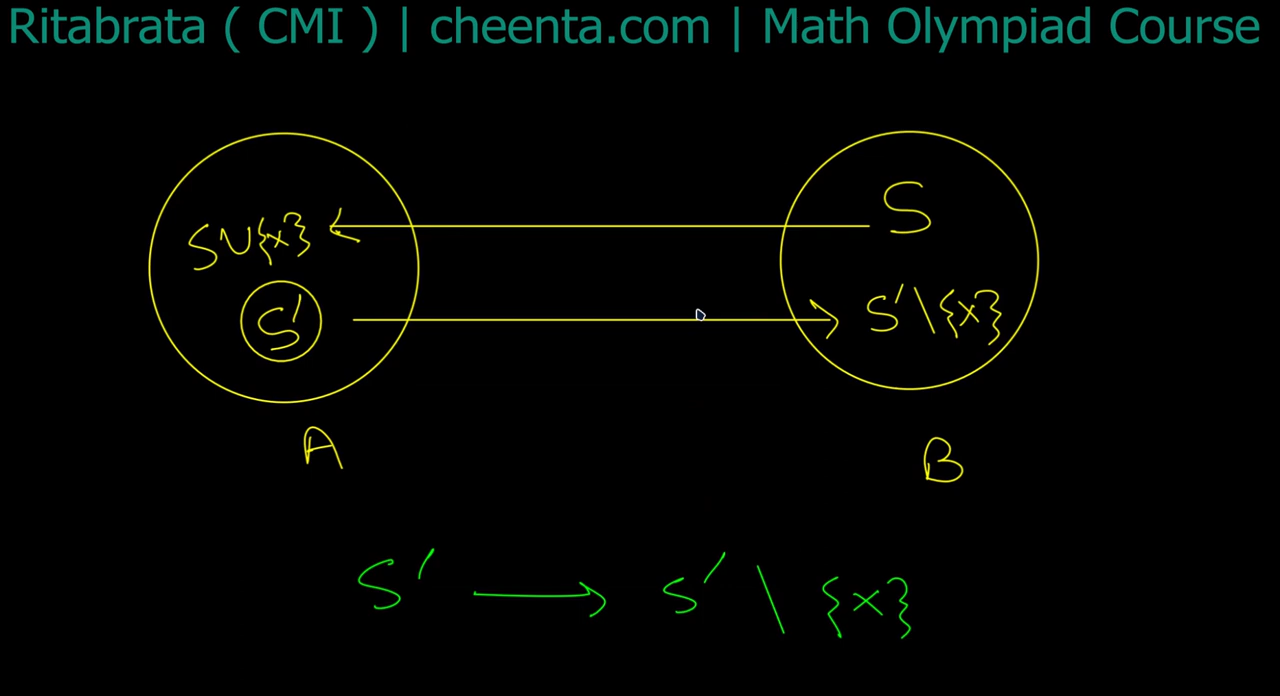 Ritabrata ( CMI ) | cheenta.com | Math Olympiad Course
S
S∪{x}
S'
S' \ {x}
A
B
S' → S' \ {x}